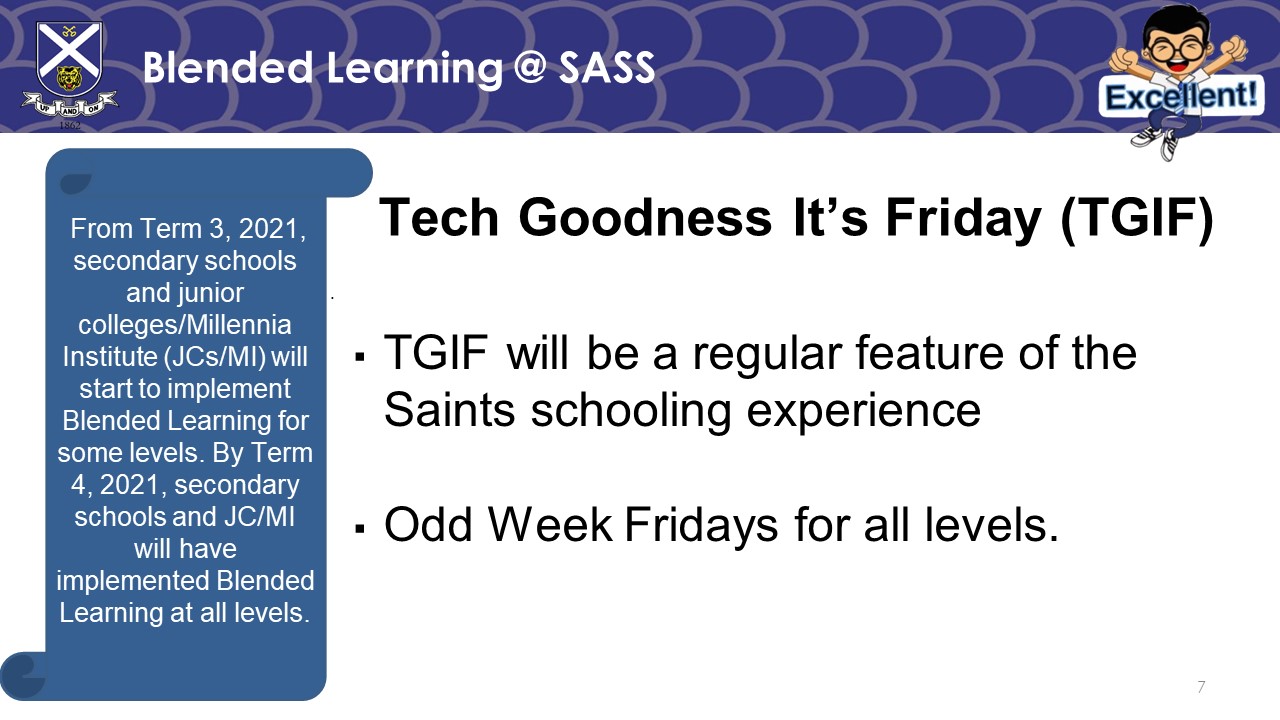 Blended Learning @ SASS
Excellent!
UP AND ON
1862
From Term 3, 2021,
secondary schools
and junior
colleges/Millennia
Institute (JCs/MI) will
start to implement
Blended Learning for
some levels. By Term
4, 2021, secondary
schools and JC/MI
will have
implemented Blended
Learning at all levels.
.
Tech Goodness It’s Friday (TGIF)
▪ TGIF will be a regular feature of the
Saints schooling experience
▪ Odd Week Fridays for all levels.
7